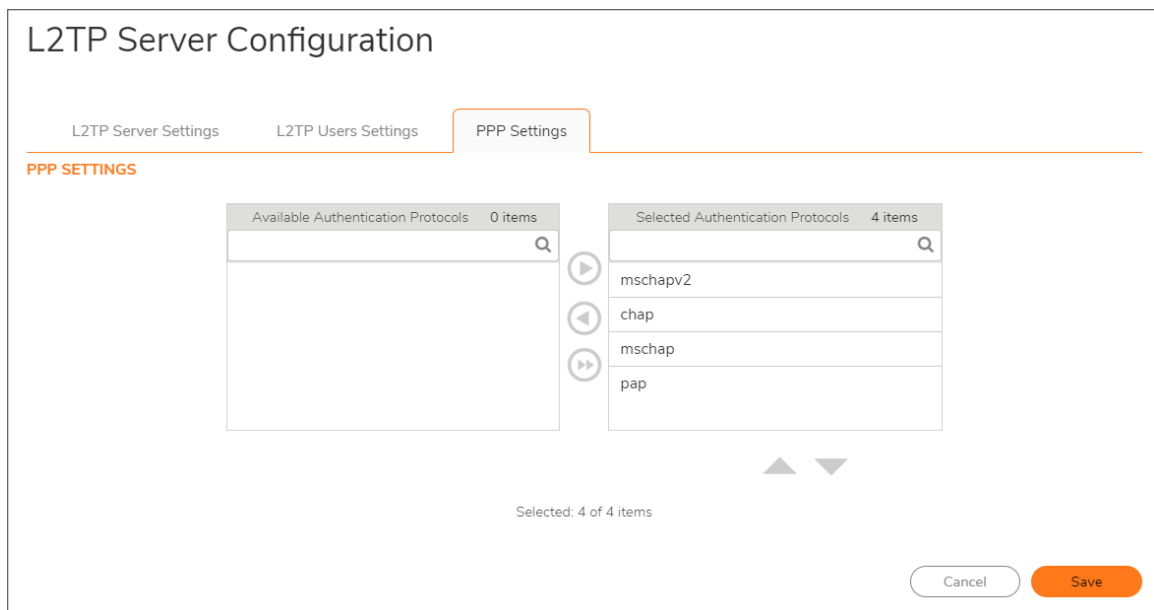 L2TP Server Configuration
L2TP Server Settings L2TP Users Settings PPP Settings
PPP SETTINGS
Available Authentication Protocols 0 items Selected Authentication Protocols 4 items
mschapv2
chap
mschap
pap
Selected: 4 of 4 items
Cancel Save